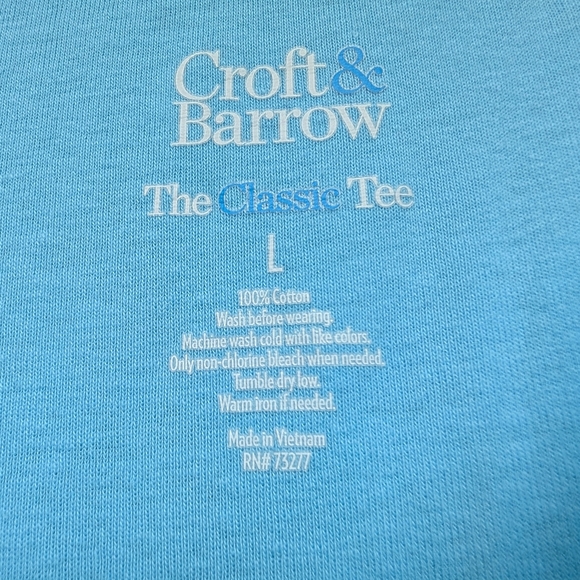 Croft &
Barrow
The Classic Tee
L
100% Cotton
Wash before wearing.
Machine wash cold with like colors.
Only non-chlorine bleach when needed.
Tumble dry low.
Warm iron if needed.
Made in Vietnam
RN# 73277